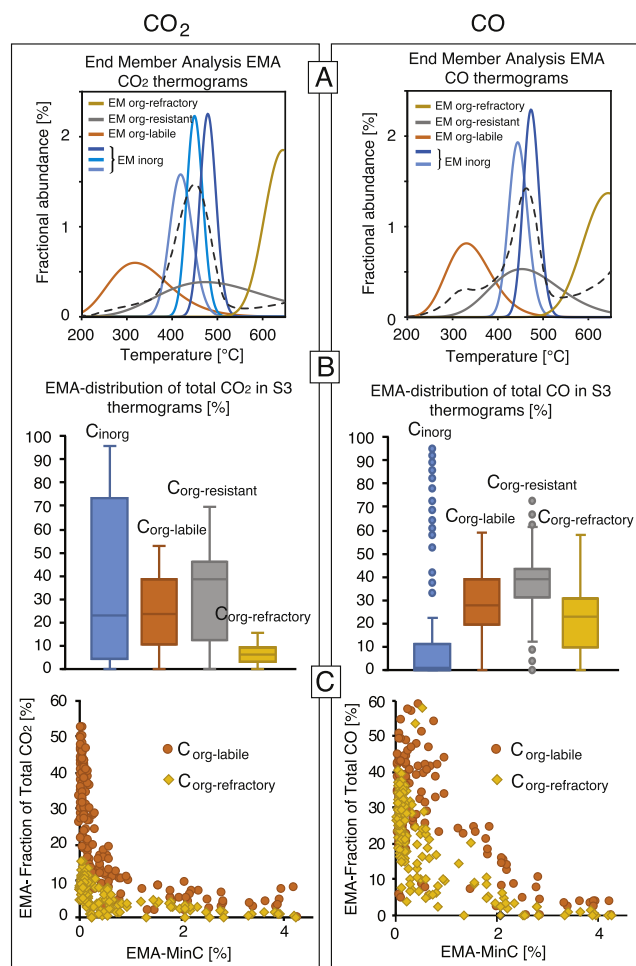 CO₂
CO
A
End Member Analysis EMA
CO₂ thermograms
EM org-refractory
EM org-resistant
EM org-labile
EM inorg
Fractional abundance [%]
2
1
0
200 300 400 500 600
Temperature [°C]
End Member Analysis EMA
CO thermograms
EM org-refractory
EM org-resistant
EM org-labile
EM inorg
Fractional abundance [%]
2
1
0
200 300 400 500 600
Temperature [°C]
B
EMA-distribution of total CO₂ in S3
thermograms [%]
100
90
80
70
60
50
40
30
20
10
0
Cinorg
Corg-labile
Corg-resistant
Corg-refractory
EMA-distribution of total CO in S3
thermograms [%]
100
90
80
70
60
50
40
30
20
10
0
Cinorg
Corg-labile
Corg-resistant
Corg-refractory
C
EMA- Fraction of Total CO₂ [%]
60
50
40
30
20
10
0
Corg-labile
Corg-refractory
0 2 4
EMA-MinC [%]
EMA-Fraction of Total CO [%]
60
50
40
30
20
10
0
Corg-labile
Corg-refractory
0 2 4
EMA-MinC [%]